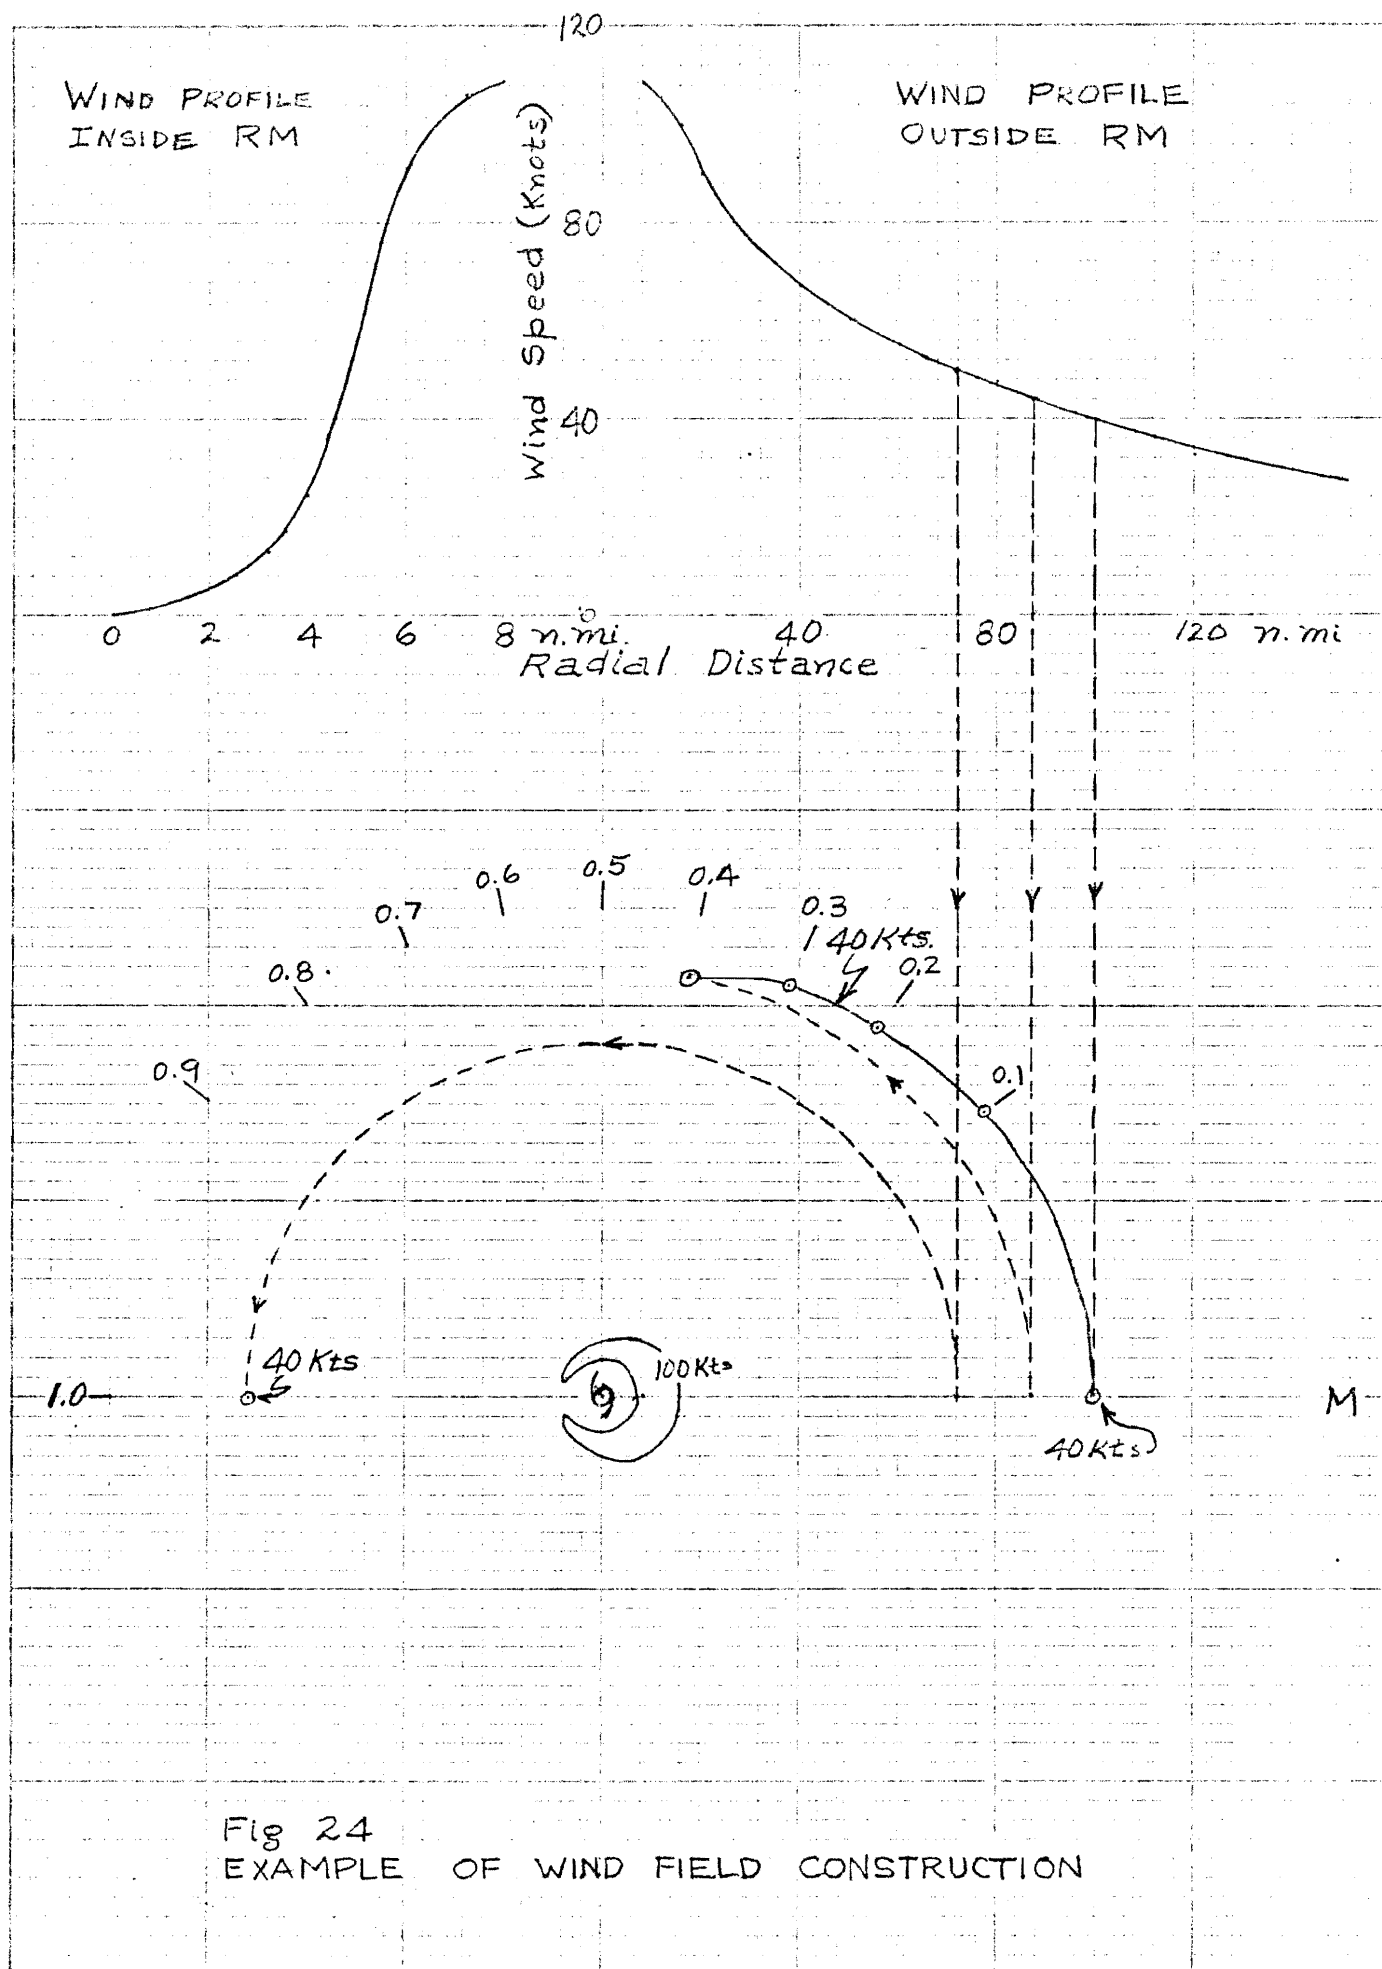 120
WIND PROFILE
INSIDE RM
WIND PROFILE
OUTSIDE RM
Wind Speed (Knots)
80
40
0
0 2 4 6 8 n.mi. 40 80 120 n.mi
Radial Distance
0.5
0.6
0.4
0.7
0.3
40 Kts.
0.8
0.2
0.9
0.1
40 Kts
100 Kts
1.0
M
40 Kts
Fig 24
EXAMPLE OF WIND FIELD CONSTRUCTION